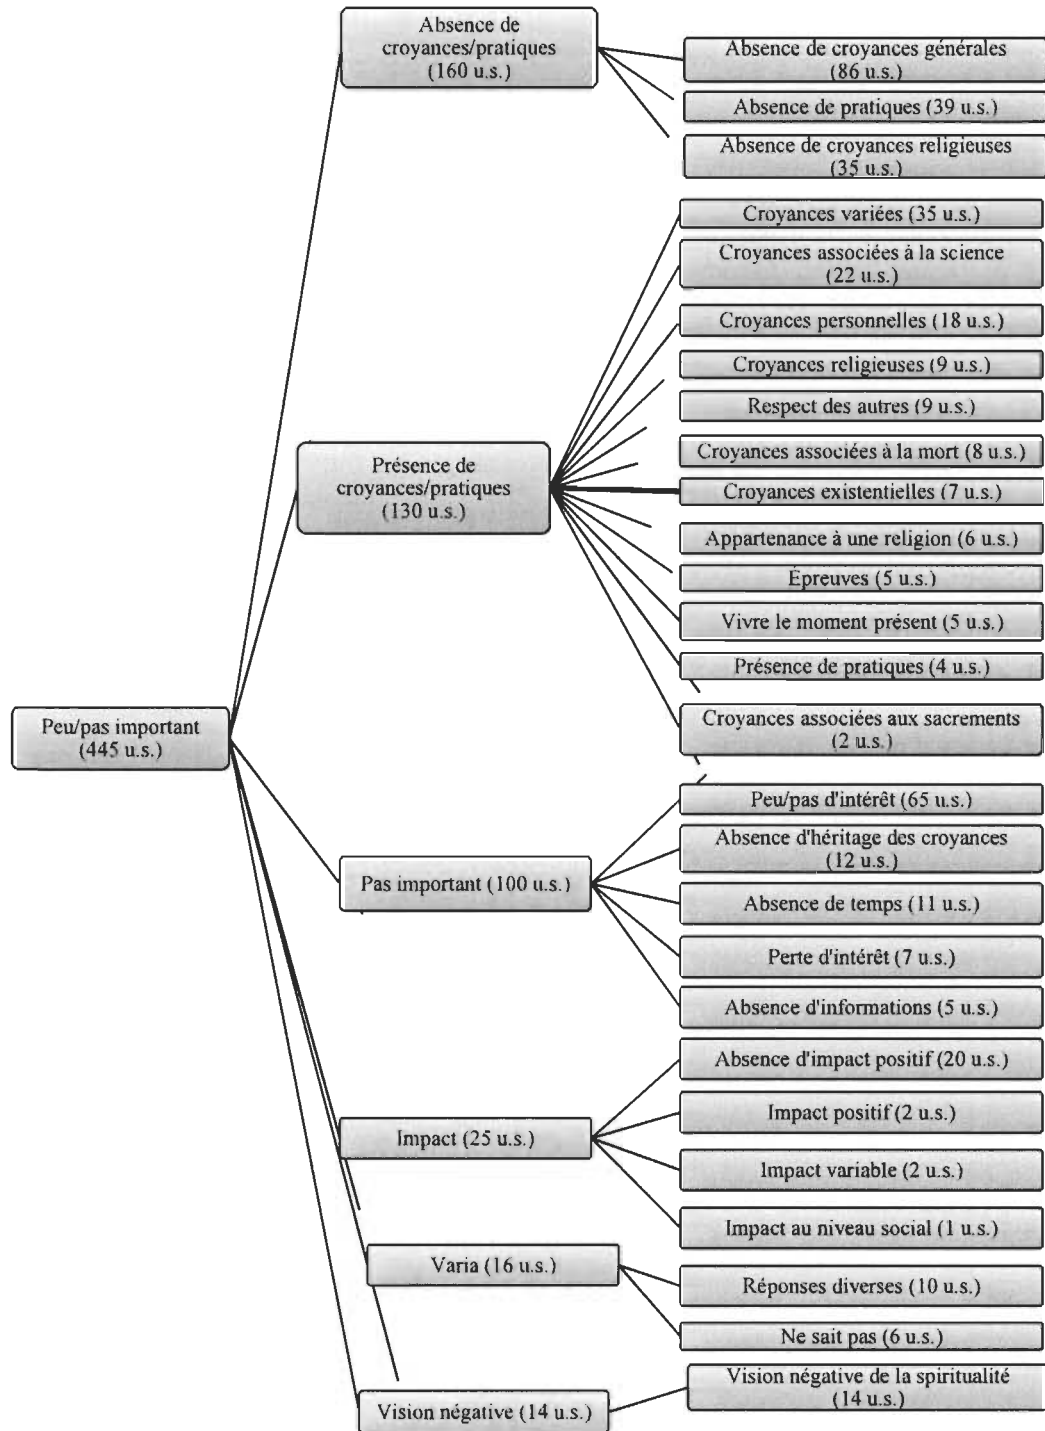 Absence de
croyances/pratiques
(160 u.s.)
Absence de croyances générales
(86 u.s.)
Absence de pratiques (39 u.s.)
Absence de croyances religieuses
(35 u.s.)
Présence de
croyances/pratiques
(130 u.s.)
Croyances variées (35 u.s.)
Croyances associées à la science
(22 u.s.)
Croyances personnelles (18 u.s.)
Croyances religieuses (9 u.s.)
Respect des autres (9 u.s.)
Croyances associées à la mort (8 u.s.)
Croyances existentielles (7 u.s.)
Appartenance à une religion (6 u.s.)
Épreuves (5 u.s.)
Vivre le moment présent (5 u.s.)
Présence de pratiques (4 u.s.)
Croyances associées aux sacrements
(2 u.s.)
Peu/pas important
(445 u.s.)
Pas important (100 u.s.)
Peu/pas d'intérêt (65 u.s.)
Absence d'héritage des croyances
(12 u.s.)
Absence de temps (11 u.s.)
Perte d'intérêt (7 u.s.)
Absence d'informations (5 u.s.)
Impact (25 u.s.)
Absence d'impact positif (20 u.s.)
Impact positif (2 u.s.)
Impact variable (2 u.s.)
Impact au niveau social (1 u.s.)
Varia (16 u.s.)
Réponses diverses (10 u.s.)
Ne sait pas (6 u.s.)
Vision négative (14 u.s.)
Vision négative de la spiritualité
(14 u.s.)